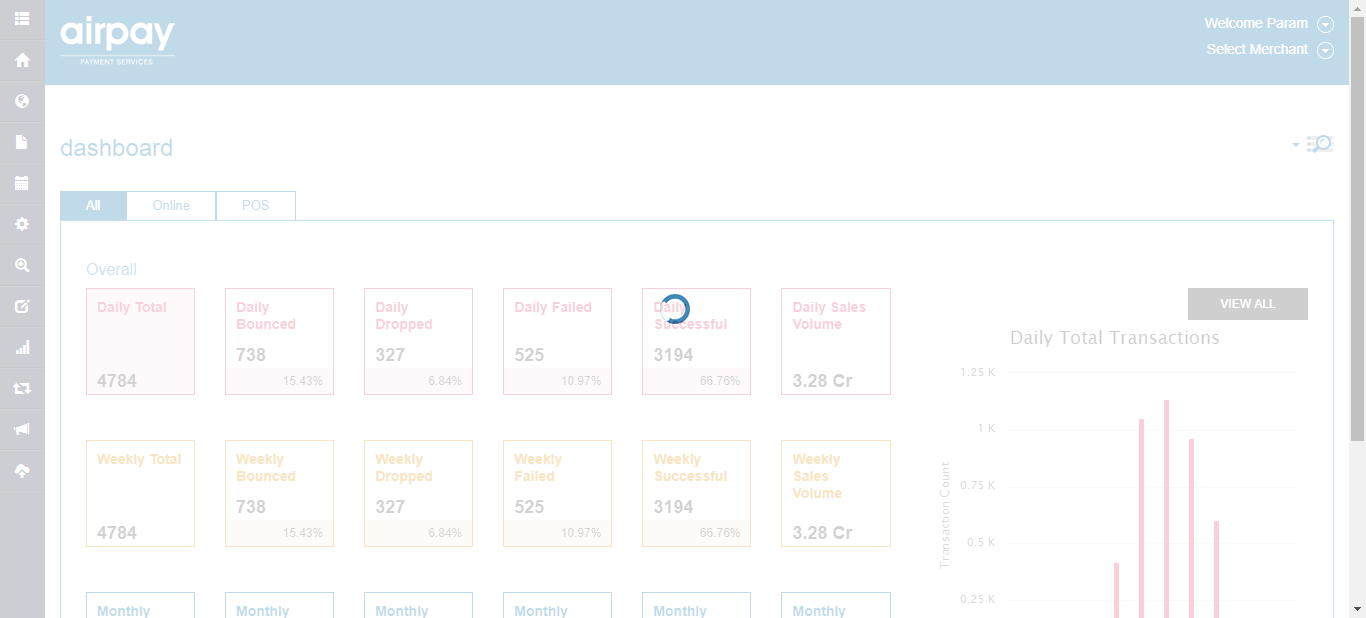 airpay
PAYMENT SERVICES
Welcome Param
Select Merchant
dashboard
All
Online
POS
Overall
Daily Total
4784
Daily
Bounced
738
15.43%
Daily
Dropped
327
6.84%
Daily Failed
525
10.97%
Daily
Successful
3194
66.76%
Daily Sales
Volume
3.28 Cr
Weekly Total
4784
Weekly
Bounced
738
15.43%
Weekly
Dropped
327
6.84%
Weekly
Failed
525
10.97%
Weekly
Successful
3194
66.76%
Weekly
Sales
Volume
3.28 Cr
Monthly
Monthly
Monthly
Monthly
Monthly
Monthly
VIEW ALL
Daily Total Transactions
1.25 K
1 K
0.75 K
0.5 K
0.25 K
Transaction Count